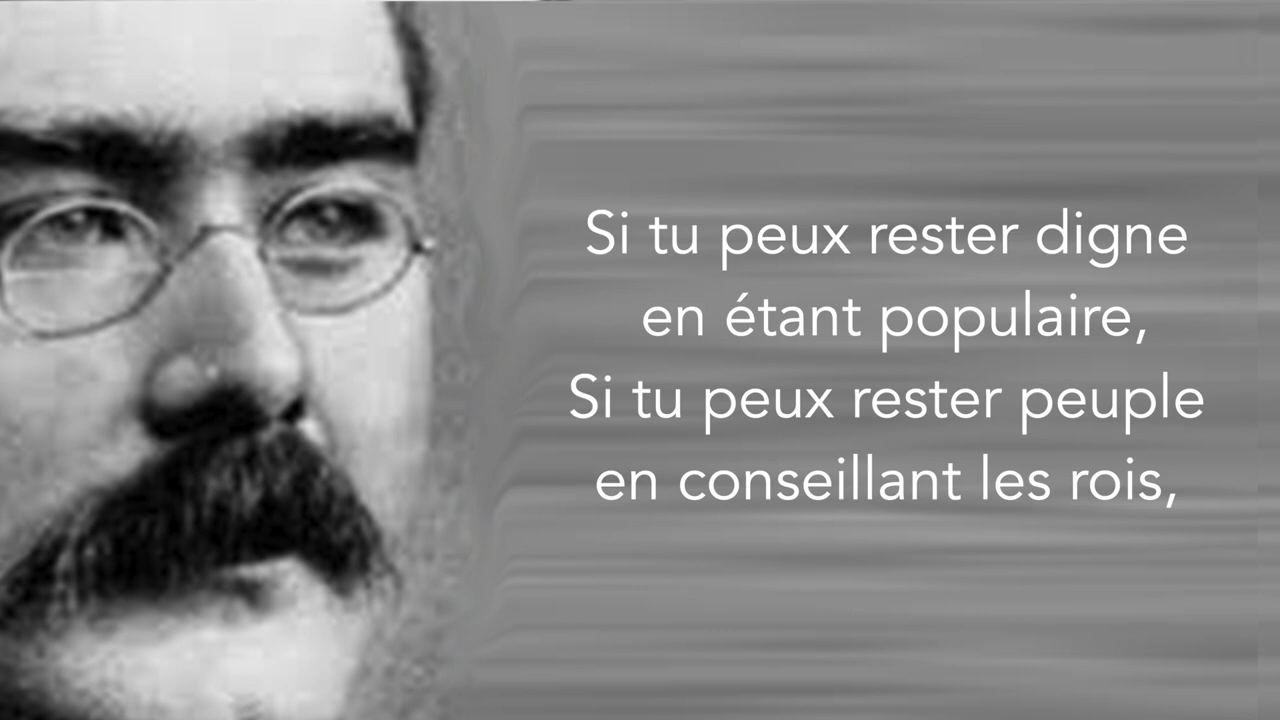 Si tu peux rester digne
en étant populaire,
Si tu peux rester peuple
en conseillant les rois,